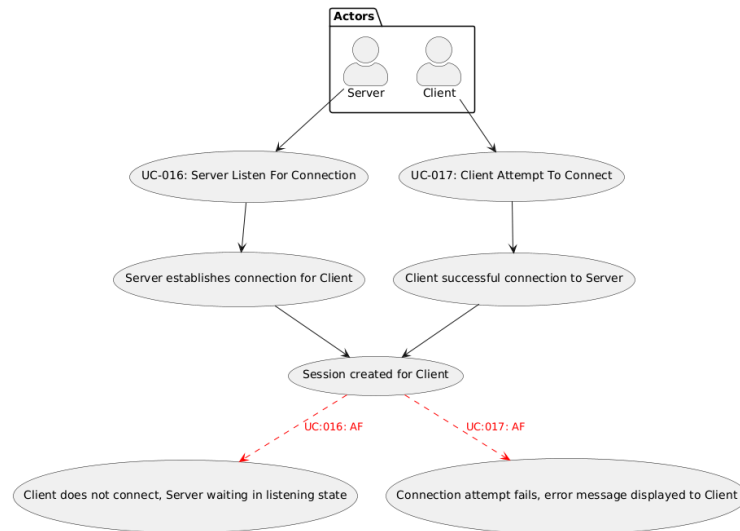 Actors
Server
Client
UC-016: Server Listen For Connection
UC-017: Client Attempt To Connect
Server establishes connection for Client
Client successful connection to Server
Session created for Client
UC:016: AF
UC:017: AF
Client does not connect, Server waiting in listening state
Connection attempt fails, error message displayed to Client